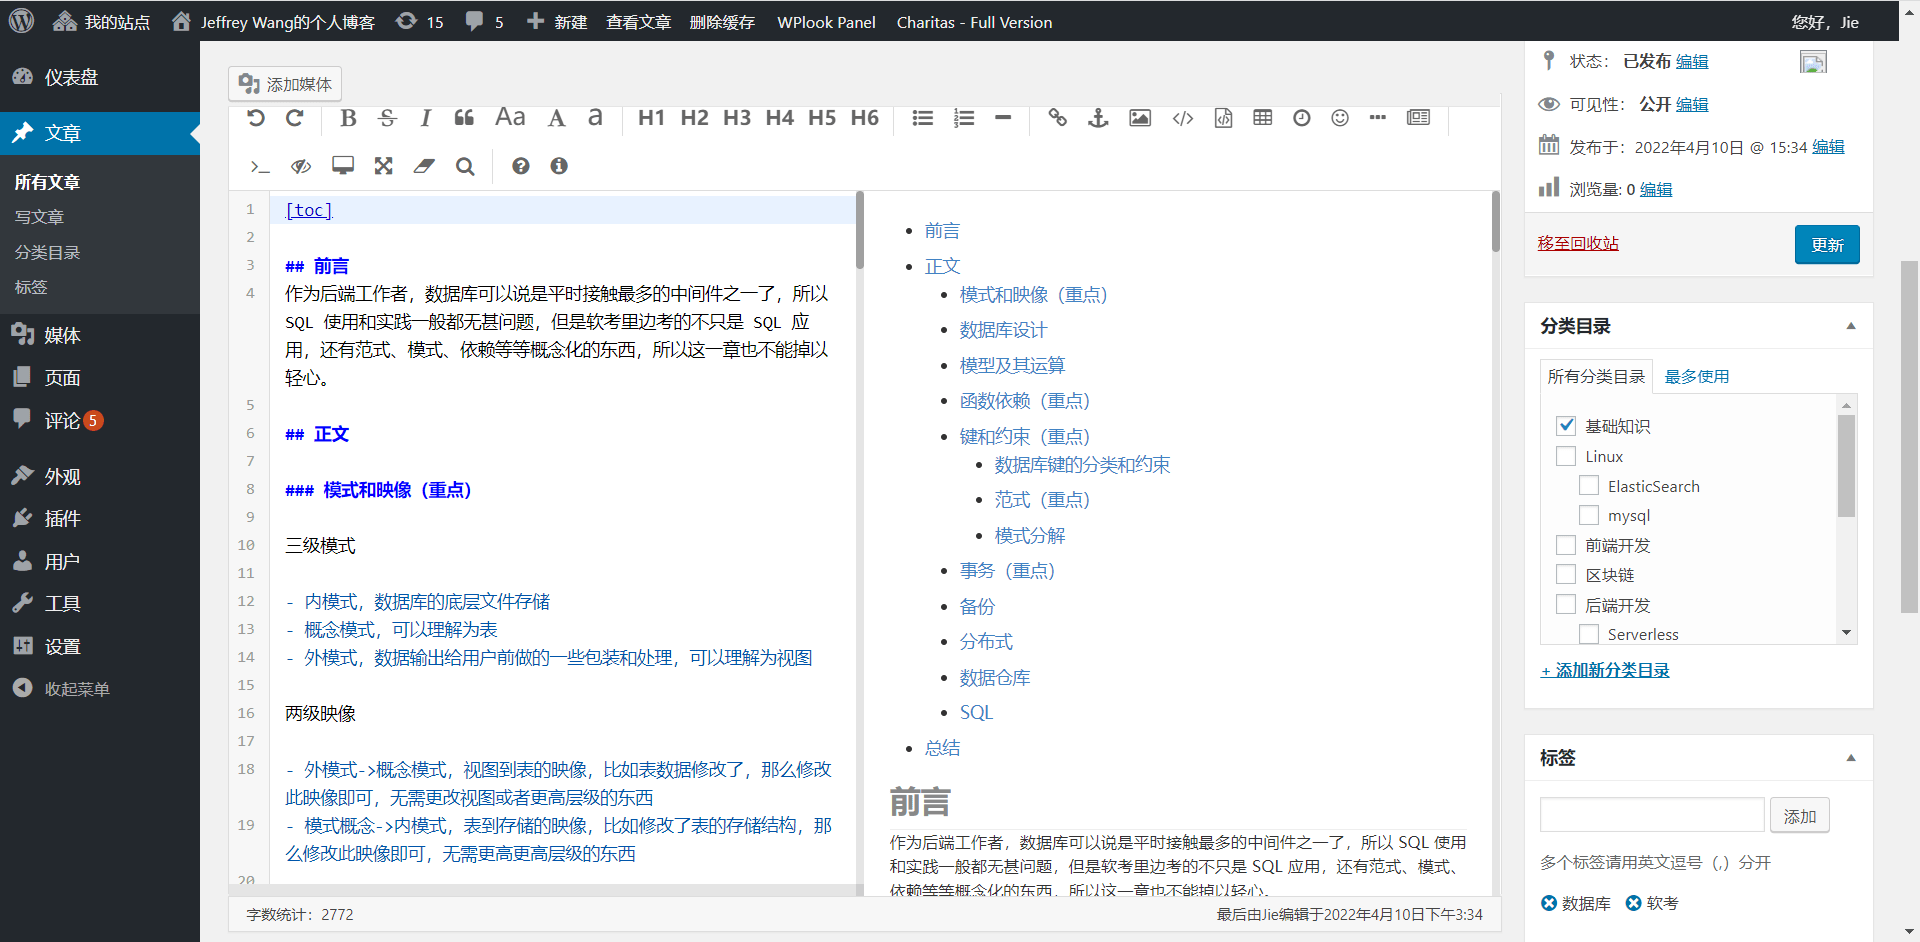 我的站点
Jeffrey Wang的个人博客
15
5
新建
查看文章
删除缓存
WPlook Panel
Charitas - Full Version
您好，Jie
仪表盘
文章
所有文章
写文章
分类目录
标签
媒体
页面
评论 5
外观
插件
用户
工具
设置
收起菜单
添加媒体
B S I Aa A a H1 H2 H3 H4 H5 H6
1 [toc]
2
3 ## 前言
4 作为后端工作者，数据库可以说是平时接触最多的中间件之一了，所以
SQL 使用和实践一般都无甚问题，但是软考里边考的不只是 SQL 应
用，还有范式、模式、依赖等等概念化的东西，所以这一章也不能掉以
轻心。
5
6 ## 正文
7
8 ### 模式和映像（重点）
9
10 三级模式
11
12 - 内模式，数据库的底层文件存储
13 - 概念模式，可以理解为表
14 - 外模式，数据输出给用户前做的一些包装和处理，可以理解为视图
15
16 两级映像
17
18 - 外模式->概念模式，视图到表的映像，比如表数据修改了，那么修改
此映像即可，无需更改视图或者更高层级的东西
19 - 模式概念->内模式，表到存储的映像，比如修改了表的存储结构，那
么修改此映像即可，无需更高更高层级的东西
20
前言
正文
模式和映像（重点）
数据库设计
模型及其运算
函数依赖（重点）
键和约束（重点）
数据库键的分类和约束
范式（重点）
模式分解
事务（重点）
备份
分布式
数据仓库
SQL
总结
前言
作为后端工作者，数据库可以说是平时接触最多的中间件之一了，所以 SQL 使用
和实践一般都无甚问题，但是软考里边考的不只是 SQL 应用，还有范式、模式、
依赖等等概念化的东西，所以这一章也不能掉以轻心。
字数统计：2772
最后由Jie编辑于2022年4月10日下午3:34
状态： 已发布 编辑
可见性： 公开 编辑
发布于：2022年4月10日 @ 15:34 编辑
浏览量: 0 编辑
移至回收站
更新
分类目录
所有分类目录
最多使用
基础知识
Linux
ElasticSearch
mysql
前端开发
区块链
后端开发
Serverless
+ 添加新分类目录
标签
添加
多个标签请用英文逗号（,）分开
数据库
软考